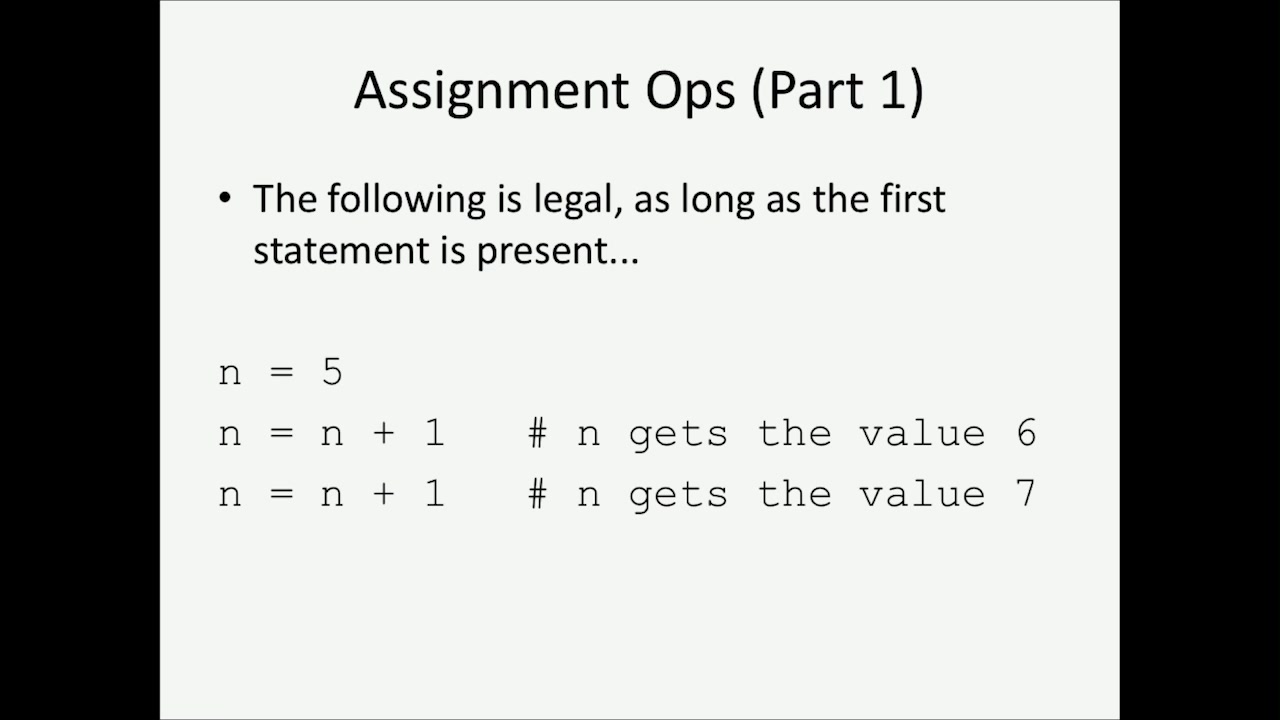 Assignment Ops (Part 1)
• The following is legal, as long as the first
statement is present...
n = 5
n = n + 1   # n gets the value 6
n = n + 1   # n gets the value 7